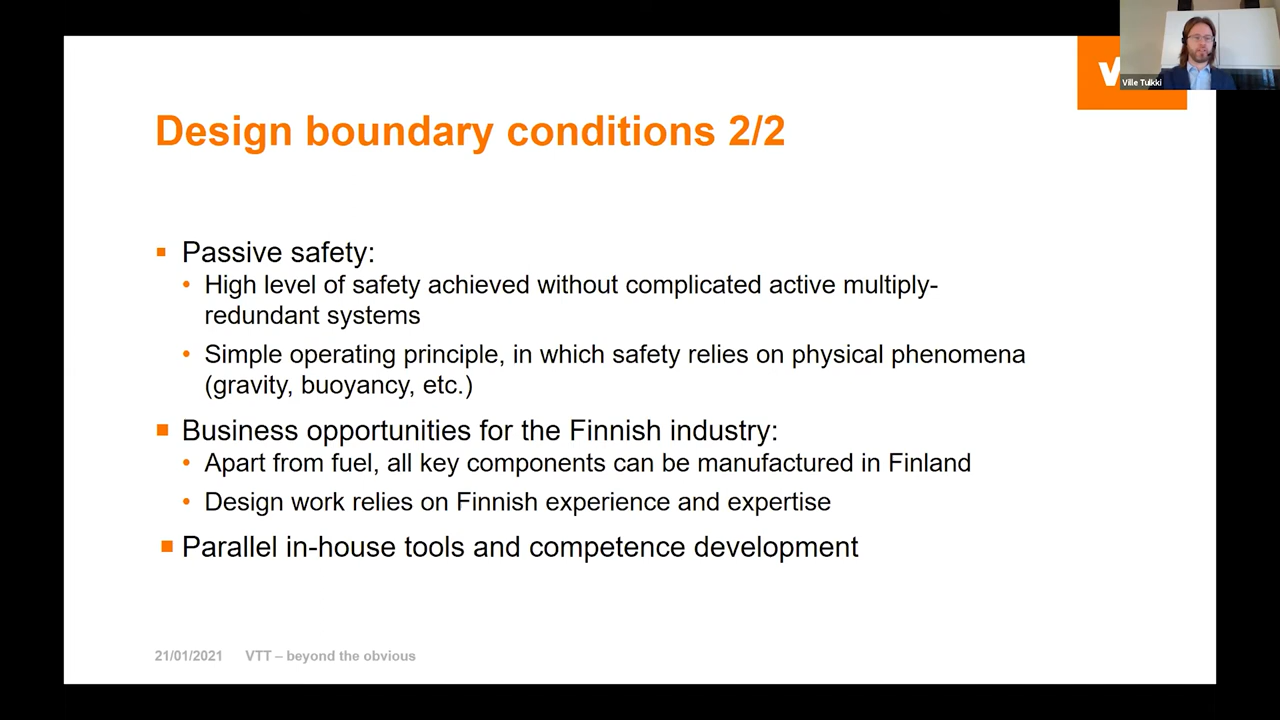 Ville Tulkki
Design boundary conditions 2/2
Passive safety:
High level of safety achieved without complicated active multiply-
redundant systems
Simple operating principle, in which safety relies on physical phenomena
(gravity, buoyancy, etc.)
Business opportunities for the Finnish industry:
Apart from fuel, all key components can be manufactured in Finland
Design work relies on Finnish experience and expertise
Parallel in-house tools and competence development
21/01/2021 VTT – beyond the obvious